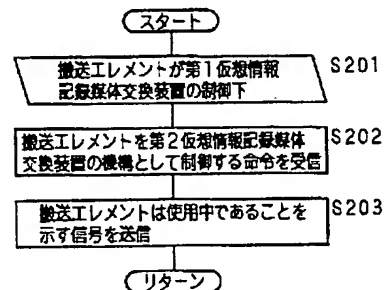 スタート
搬送エレメントが第1仮想情報
記録媒体交換装置の制御下
S201
搬送エレメントを第2仮想情報記録媒体
交換装置の機構として制御する命令を受信
S202
搬送エレメントは使用中であることを
示す信号を送信
S203
リターン